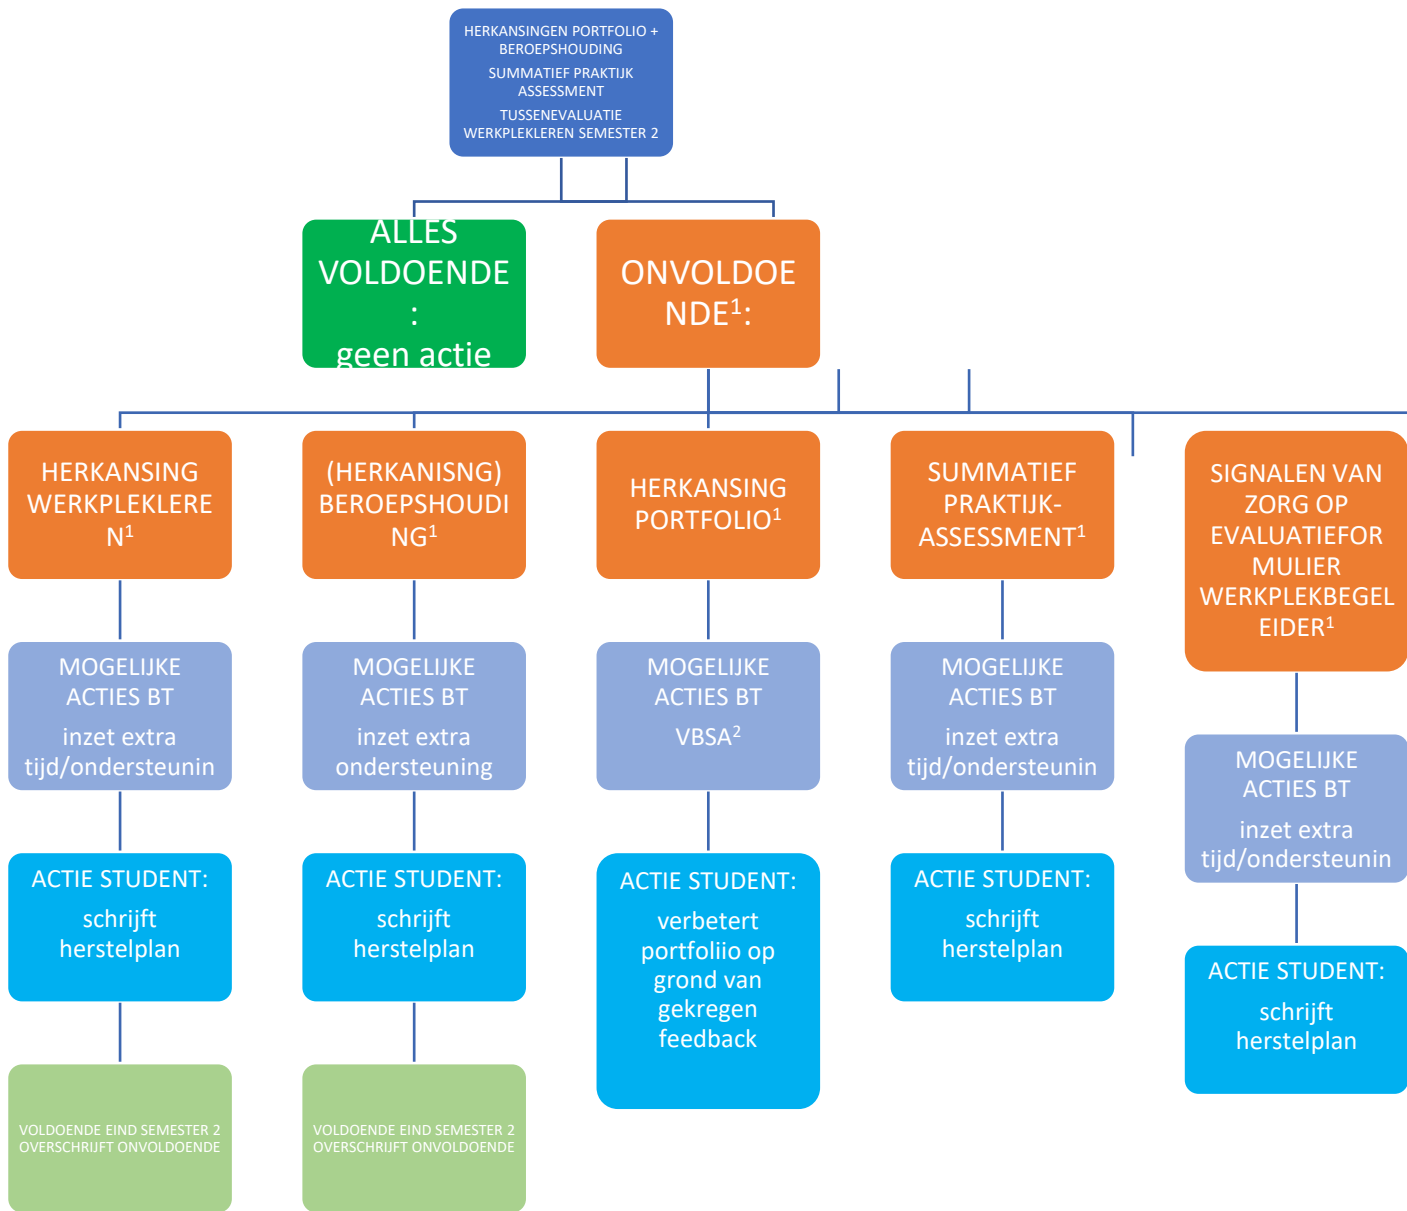 HERKANSINGEN PORTFOLIO +
BEROEPSHOUDING
SUMMATIEF PRAKTIJK
ASSESSMENT
TUSSENEVALUATIE
WERKPLEKLEREN SEMESTER 2
ALLES
VOLDOENDE
:
geen actie
ONVOLDOE
NDE¹:
HERKANSING
WERKPLEKLERE
N¹
(HERKANISNG)
BEROEPSHOUDI
NG¹
HERKANSING
PORTFOLIO¹
SUMMATIEF
PRAKTIJK-
ASSESSMENT¹
SIGNALEN VAN
ZORG OP
EVALUATIEFOR
MULIER
WERKPLEKBEGEL
EIDER¹
MOGELIJKE
ACTIES BT
inzet extra
tijd/ondersteunin
MOGELIJKE
ACTIES BT
inzet extra
ondersteuning
MOGELIJKE
ACTIES BT
VBSA²
MOGELIJKE
ACTIES BT
inzet extra
tijd/ondersteunin
MOGELIJKE
ACTIES BT
inzet extra
tijd/ondersteunin
ACTIE STUDENT:
schrijft
herstelplan
ACTIE STUDENT:
schrijft
herstelplan
ACTIE STUDENT:
verbetert
portfoliio op
grond van
gekregen
feedback
ACTIE STUDENT:
schrijft
herstelplan
ACTIE STUDENT:
schrijft
herstelplan
VOLDOENDE EIND SEMESTER 2
OVERSCHRIJFT ONVOLDOENDE
VOLDOENDE EIND SEMESTER 2
OVERSCHRIJFT ONVOLDOENDE